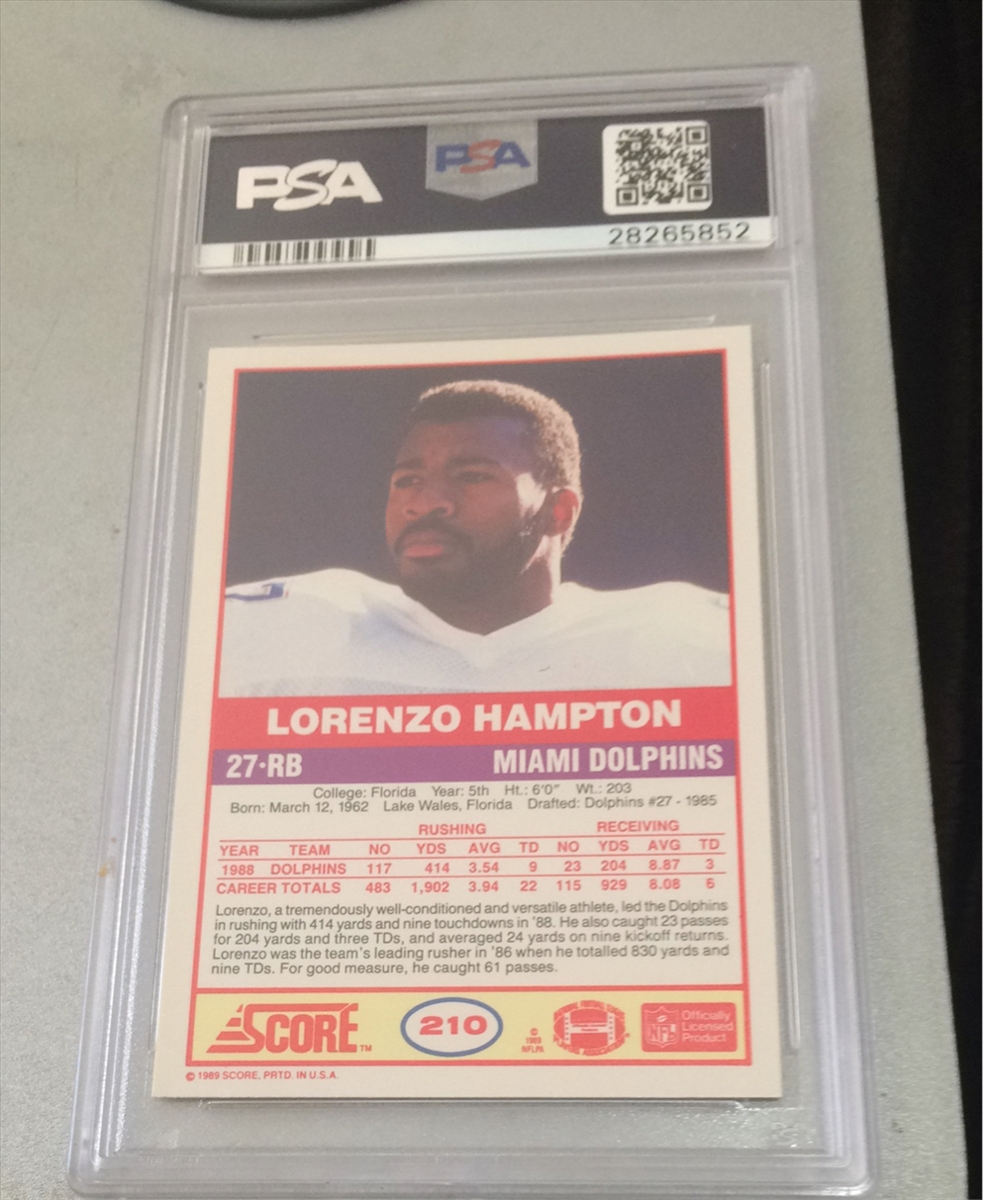 PSA
PSA
28265852
LORENZO HAMPTON
27·RB MIAMI DOLPHINS
College: Florida Year: 5th Ht.: 6'0" Wt.: 203
Born: March 12, 1962 Lake Wales, Florida Drafted: Dolphins #27 - 1985
RUSHING RECEIVING
YEAR TEAM NO YDS AVG TD NO YDS AVG TD
1988 DOLPHINS 117 414 3.54 9 23 204 8.87 3
CAREER TOTALS 483 1,902 3.94 22 115 929 8.08 6
Lorenzo, a tremendously well-conditioned and versatile athlete, led the Dolphins
in rushing with 414 yards and nine touchdowns in '88. He also caught 23 passes
for 204 yards and three TDs, and averaged 24 yards on nine kickoff returns.
Lorenzo was the team's leading rusher in '86 when he totalled 830 yards and
nine TDs. For good measure, he caught 61 passes.
SCORE™
210
©
1989
NFLPA
NFL
Officially
Licensed
Product
© 1989 SCORE, PRTD. IN U.S.A.